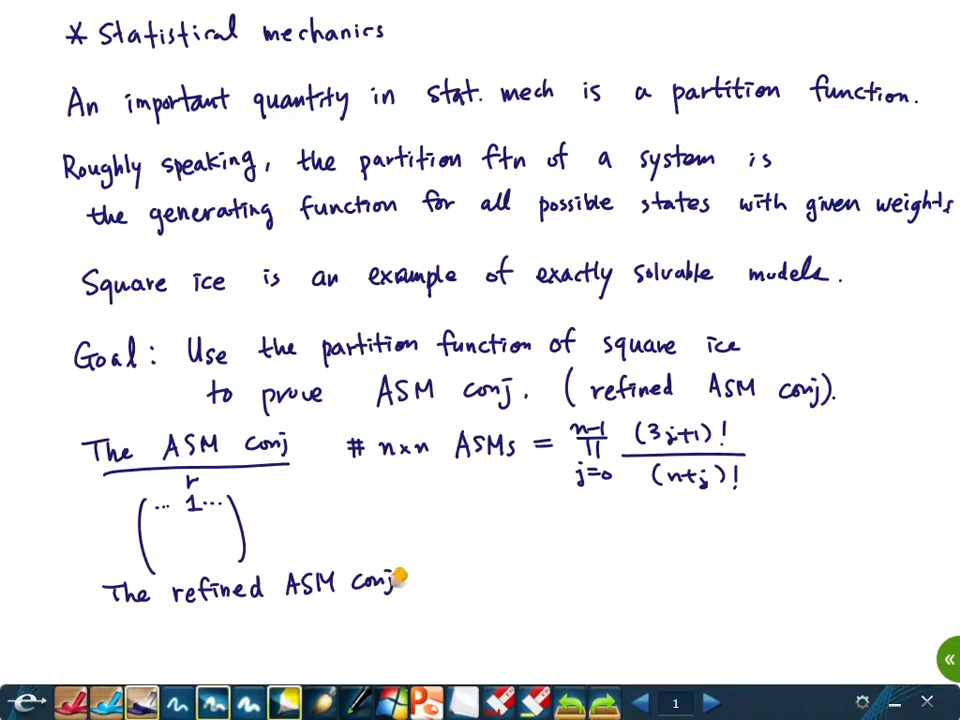 * Statistical mechanics
An important quantity in stat. mech is a partition function.
Roughly speaking, the partition ftn of a system is
the generating function for all possible states with given weights
Square ice is an example of exactly solvable models.
Goal: Use the partition function of square ice
to prove ASM conj. (refined ASM conj).
The ASM conj # n×n ASMs = n-1 ∏ j=0 (3j+1)! / (n+j)!
r
(... 1 ...)
The refined ASM conj
e
1
«